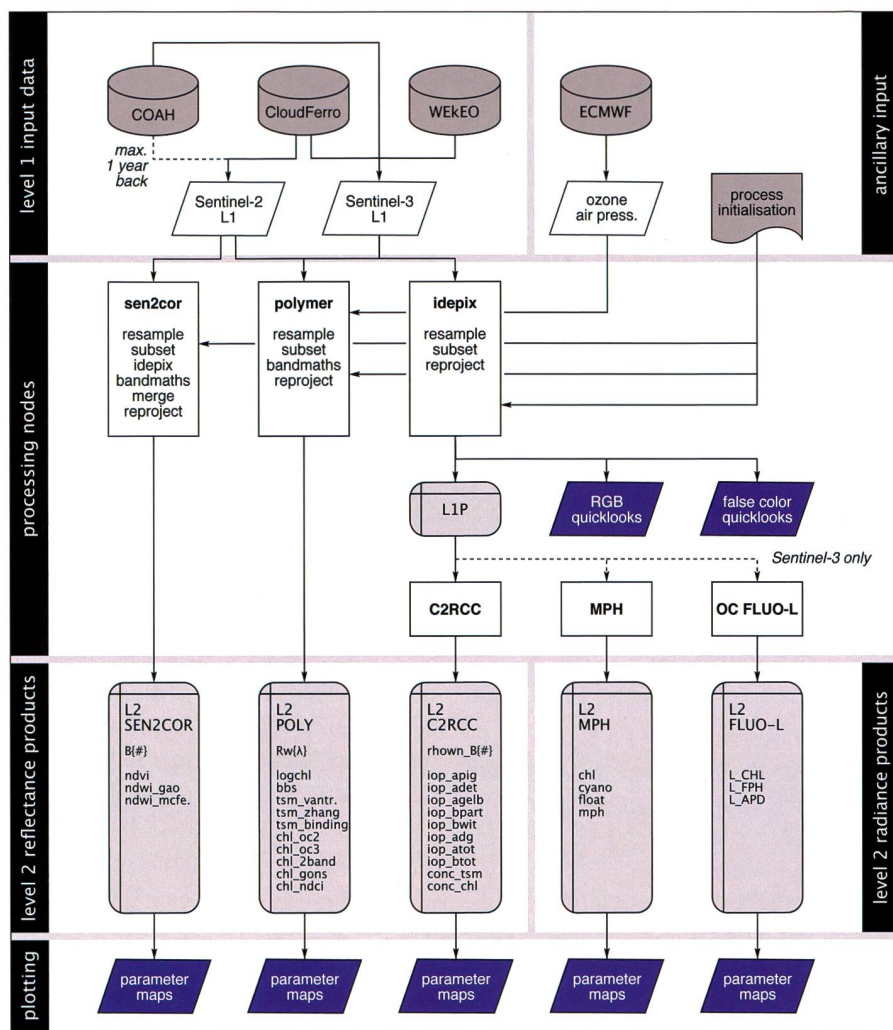 level 1 input data
ancillary input
COAH
CloudFerro
WEkEO
ECMWF
max.
1 year
back
Sentinel-2
L1
Sentinel-3
L1
ozone
air press.
process
initialisation
processing nodes
sen2cor
resample
subset
idepix
bandmaths
merge
reproject
polymer
resample
subset
bandmaths
reproject
idepix
resample
subset
reproject
L1P
RGB
quicklooks
false color
quicklooks
Sentinel-3 only
C2RCC
MPH
OC FLUO-L
level 2 reflectance products
level 2 radiance products
L2
SEN2COR
B{#}
ndvi
ndwi_gao
ndwi_mcfe.
L2
POLY
Rw{λ}
logchl
bbs
tsm_vantr.
tsm_zhang
tsm_binding
chl_oc2
chl_oc3
chl_2band
chl_gons
chl_ndci
L2
C2RCC
rhown_B{#}
iop_apig
iop_adet
iop_agelb
iop_bpart
iop_bwit
iop_adg
iop_atot
iop_btot
conc_tsm
conc_chl
L2
MPH
chl
cyano
float
mph
L2
FLUO-L
L_CHL
L_FPH
L_APD
plotting
parameter
maps
parameter
maps
parameter
maps
parameter
maps
parameter
maps